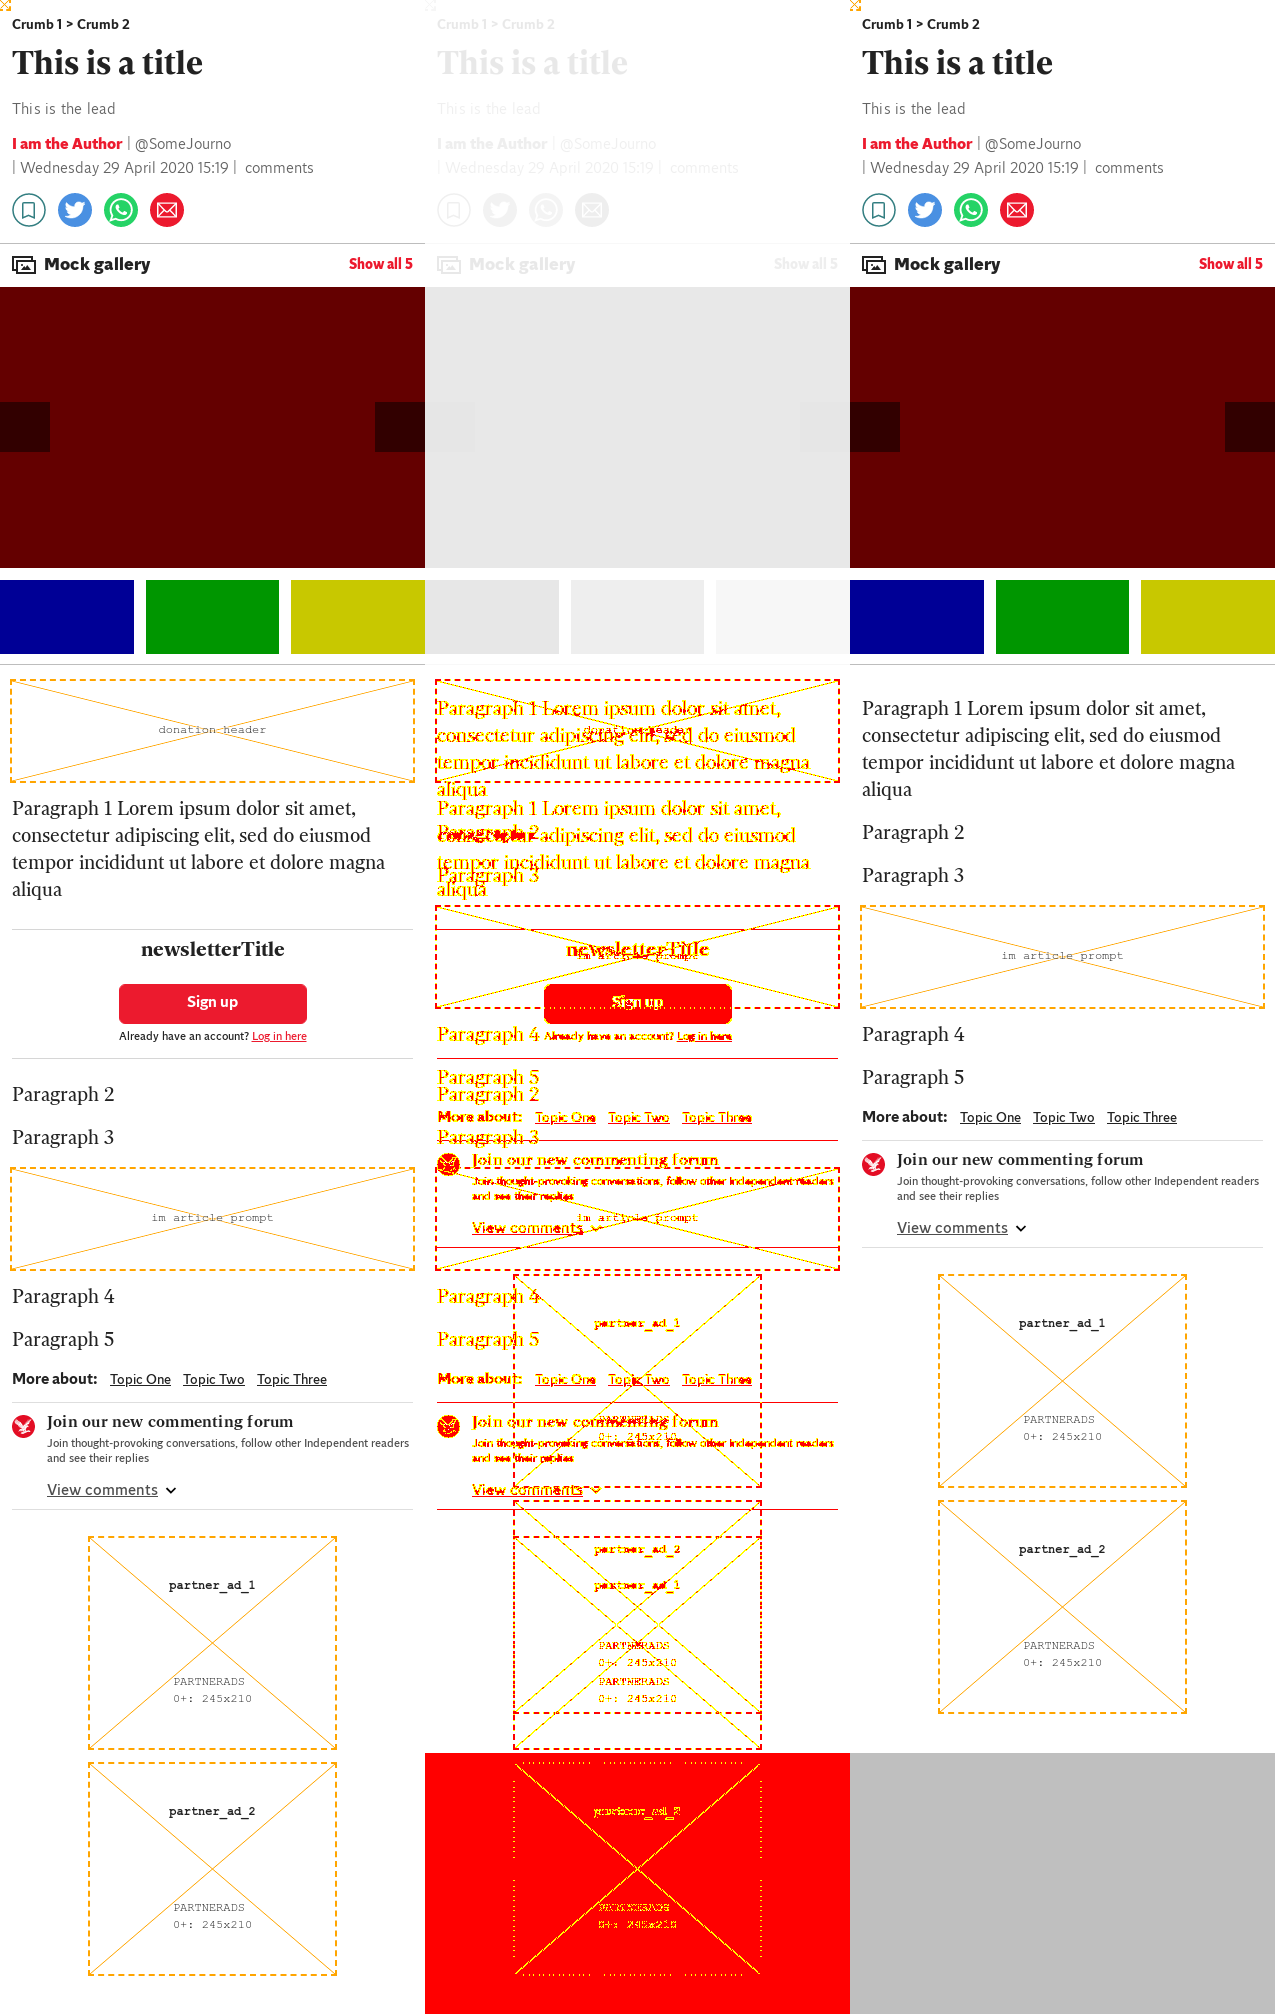 Crumb 1 > Crumb 2
This is a title
This is the lead
I am the Author | @SomeJourno
| Wednesday 29 April 2020 15:19 | comments
Mock gallery
Show all 5
donation header
Paragraph 1 Lorem ipsum dolor sit amet,
consectetur adipiscing elit, sed do eiusmod
tempor incididunt ut labore et dolore magna
aliqua
newsletterTitle
Sign up
Already have an account? Log in here
Paragraph 2
Paragraph 3
im article prompt
Paragraph 4
Paragraph 5
More about: Topic One Topic Two Topic Three
Join our new commenting forum
Join thought-provoking conversations, follow other Independent readers
and see their replies
View comments
partner_ad_1
PARTNERADS
0+: 245x210
partner_ad_2
PARTNERADS
0+: 245x210
Crumb 1 > Crumb 2
This is a title
This is the lead
I am the Author | @SomeJourno
| Wednesday 29 April 2020 15:19 | comments
Mock gallery
Show all 5
Paragraph 1 Lorem ipsum dolor sit amet,
consectetur adipiscing elit, sed do eiusmod
tempor incididunt ut labore et dolore magna
aliqua
Paragraph 1 Lorem ipsum dolor sit amet,
Paragraph 2
consectetur adipiscing elit, sed do eiusmod
tempor incididunt ut labore et dolore magna
Paragraph 3
aliqua
newsletterTitle
im article prompt
Sign up
Paragraph 4
Already have an account? Log in here
Paragraph 5
Paragraph 2
More about: Topic One Topic Two Topic Three
Paragraph 3
Join our new commenting forum
Join thought-provoking conversations, follow other Independent readers
and see their replies
im article prompt
View comments
Paragraph 4
partner_ad_1
Paragraph 5
More about: Topic One Topic Two Topic Three
Join our new commenting forum
PARTNERADS
0+: 245x210
Join thought-provoking conversations, follow other Independent readers
and see their replies
View comments
partner_ad_2
partner_ad_1
PARTNERADS
0+: 245x210
PARTNERADS
0+: 245x210
partner_ad_2
PARTNERADS
0+: 245x210
Crumb 1 > Crumb 2
This is a title
This is the lead
I am the Author | @SomeJourno
| Wednesday 29 April 2020 15:19 | comments
Mock gallery
Show all 5
Paragraph 1 Lorem ipsum dolor sit amet,
consectetur adipiscing elit, sed do eiusmod
tempor incididunt ut labore et dolore magna
aliqua
Paragraph 2
Paragraph 3
im article prompt
Paragraph 4
Paragraph 5
More about: Topic One Topic Two Topic Three
Join our new commenting forum
Join thought-provoking conversations, follow other Independent readers
and see their replies
View comments
partner_ad_1
PARTNERADS
0+: 245x210
partner_ad_2
PARTNERADS
0+: 245x210